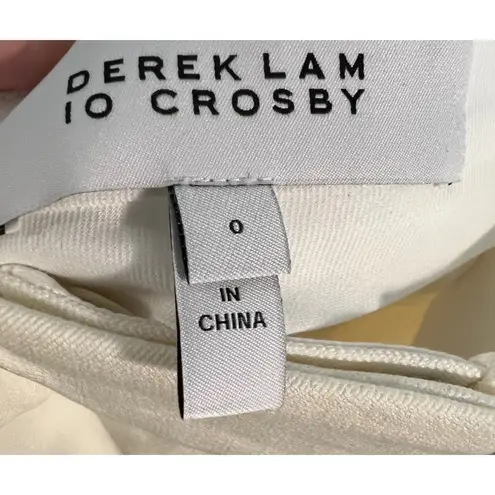 DEREK LAM
10 CROSBY
0
IN
CHINA